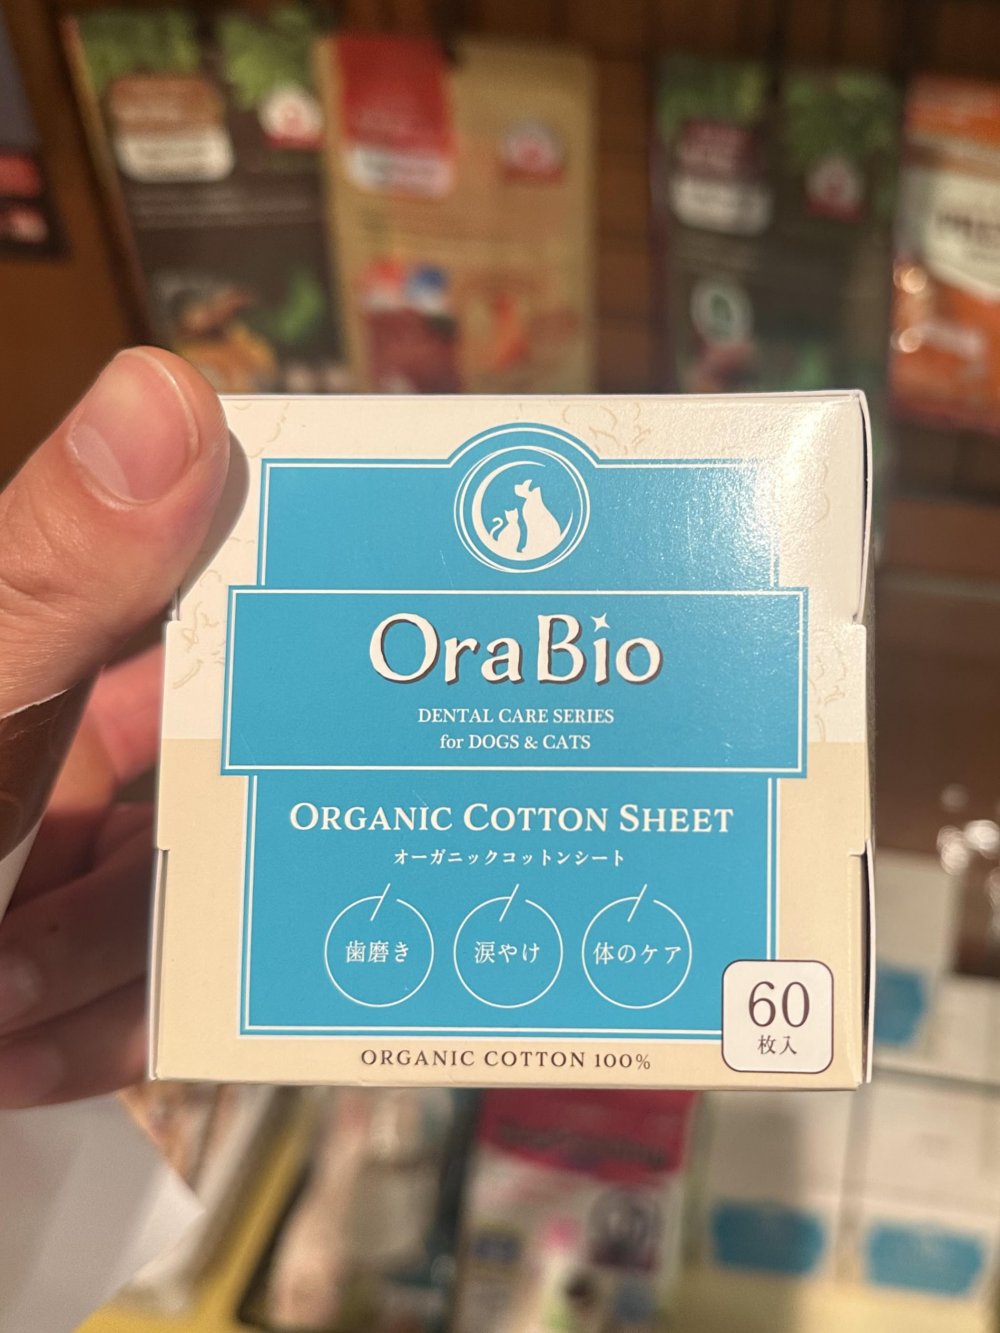 OraBio
DENTAL CARE SERIES
for DOGS & CATS
ORGANIC COTTON SHEET
オーガニックコットンシート
歯磨き
涙やけ
体のケア
60
枚入
ORGANIC COTTON 100%